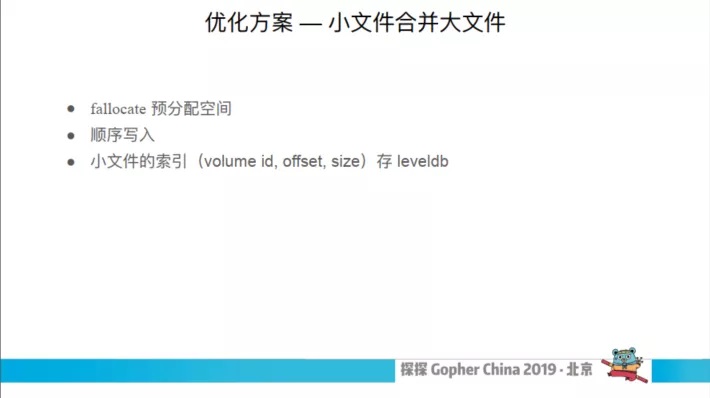 优化方案 — 小文件合并大文件
● fallocate 预分配空间
● 顺序写入
● 小文件的索引（volume id, offset, size）存 leveldb
探探 Gopher China 2019 · 北京